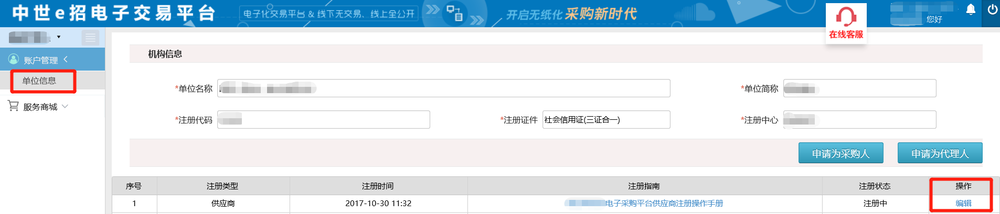 中世e招电子交易平台
电子化交易平台 & 线下无交易、线上全公开
开启无纸化 采购新时代
在线客服
您好
账户管理
单位信息
服务商城
机构信息
*单位名称
*单位简称
*注册代码
*注册证件 社会信用证(三证合一)
*注册中心
申请为采购人 申请为代理人
序号 注册类型 注册时间 注册指南 注册状态 操作
1 供应商 2017-10-30 11:32 电子采购平台供应商注册操作手册 注册中 编辑